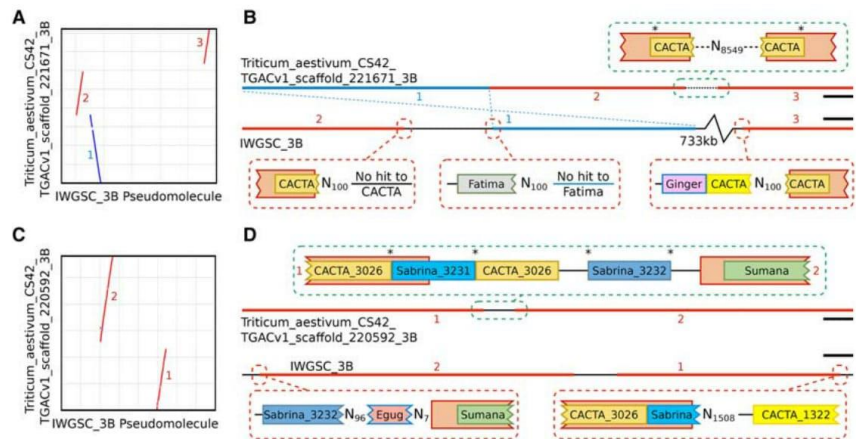 A
Triticum_aestivum_CS42_
TGACv1_scaffold_221671_3B
3
2
1
IWGSC_3B Pseudomolecule
B
* *
CACTA N8549 CACTA
Triticum_aestivum_CS42_
TGACv1_scaffold_221671_3B
1 2 3
2 1 3
IWGSC_3B
733kb
CACTA N100 No hit to CACTA
Fatima N100 No hit to Fatima
Ginger CACTA N100 CACTA
C
Triticum_aestivum_CS42_
TGACv1_scaffold_220592_3B
2
1
IWGSC_3B Pseudomolecule
D
* * * *
1 CACTA_3026 Sabrina_3231 CACTA_3026 Sabrina_3232 Sumana 2
1 2
Triticum_aestivum_CS42_
TGACv1_scaffold_220592_3B
IWGSC_3B
2 1
Sabrina_3232 N96 Egug N7 Sumana
CACTA_3026 Sabrina N1508 CACTA_1322